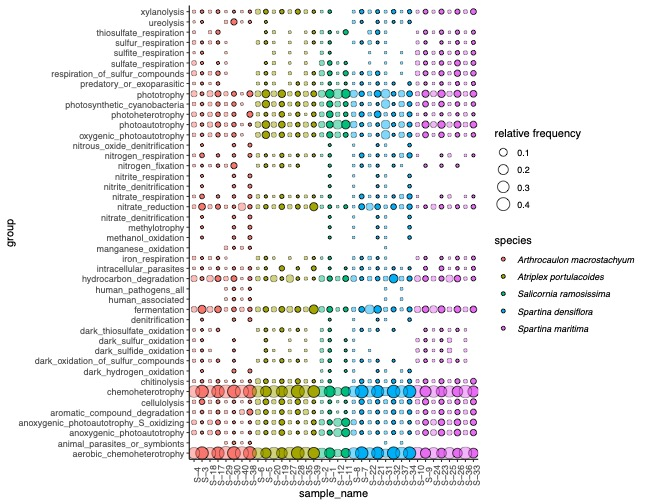 xylanolysis
ureolysis
thiosulfate_respiration
sulfur_respiration
sulfite_respiration
sulfate_respiration
respiration_of_sulfur_compounds
predatory_or_exoparasitic
phototrophy
photosynthetic_cyanobacteria
photoheterotrophy
photoautotrophy
oxygenic_photoautotrophy
nitrous_oxide_denitrification
nitrogen_respiration
nitrogen_fixation
nitrite_respiration
nitrite_denitrification
nitrate_respiration
nitrate_reduction
nitrate_denitrification
methylotrophy
methanol_oxidation
manganese_oxidation
iron_respiration
intracellular_parasites
hydrocarbon_degradation
human_pathogens_all
human_associated
fermentation
denitrification
dark_thiosulfate_oxidation
dark_sulfur_oxidation
dark_sulfide_oxidation
dark_oxidation_of_sulfur_compounds
dark_hydrogen_oxidation
chitinolysis
chemoheterotrophy
cellulolysis
aromatic_compound_degradation
anoxygenic_photoautotrophy_S_oxidizing
anoxygenic_photoautotrophy
animal_parasites_or_symbionts
aerobic_chemoheterotrophy
group
sample_name
relative frequency
0.1
0.2
0.3
0.4
species
Arthrocaulon macrostachyum
Atriplex portulacoides
Salicornia ramosissima
Spartina densiflora
Spartina maritima